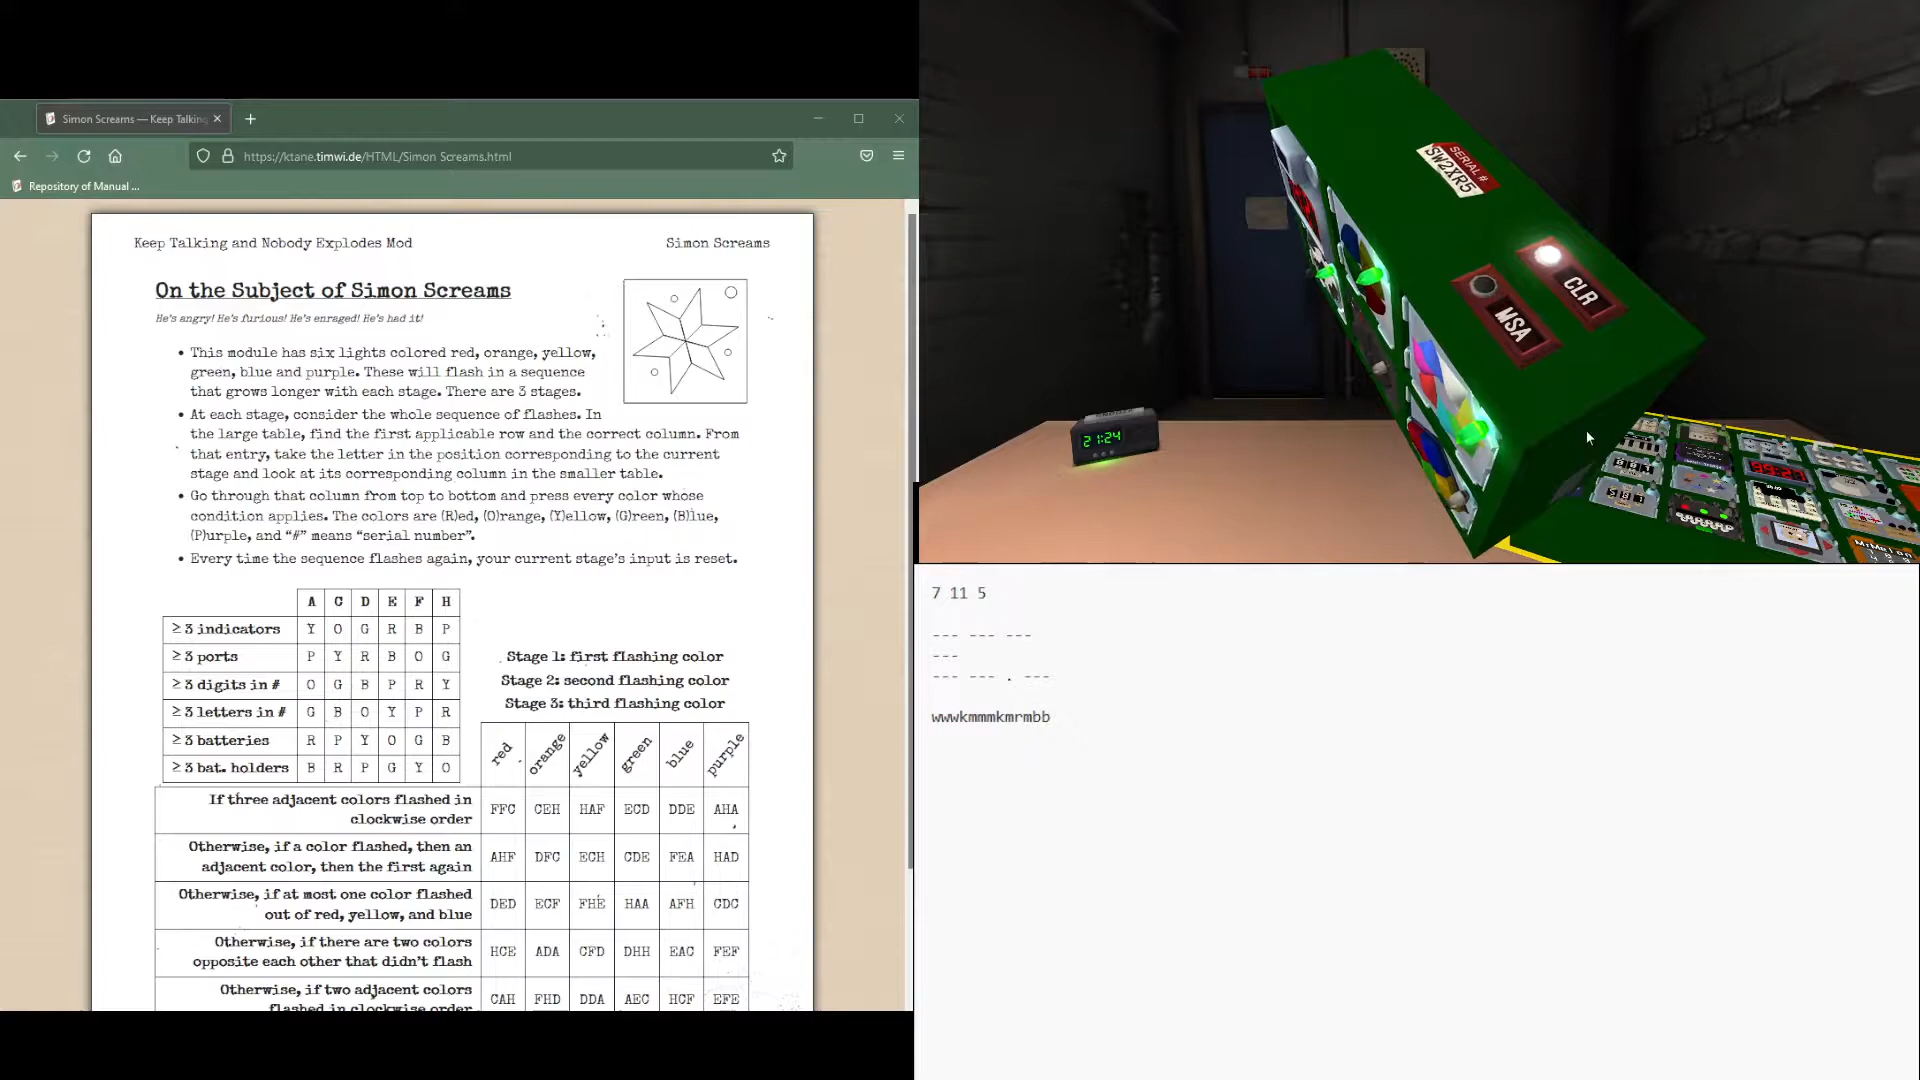 Simon Screams — Keep Talking
https://ktane.timwi.de/HTML/Simon Screams.html
Repository of Manual ...
Keep Talking and Nobody Explodes Mod
Simon Screams
On the Subject of Simon Screams
He's angry! He's furious! He's enraged! He's had it!
• This module has six lights colored red, orange, yellow,
green, blue and purple. These will flash in a sequence
that grows longer with each stage. There are 3 stages.
• At each stage, consider the whole sequence of flashes. In
the large table, find the first applicable row and the correct column. From
that entry, take the letter in the position corresponding to the current
stage and look at its corresponding column in the smaller table.
• Go through that column from top to bottom and press every color whose
condition applies. The colors are (R)ed, (O)range, (Y)ellow, (G)reen, (B)lue,
(P)urple, and “#” means “serial number”.
• Every time the sequence flashes again, your current stage’s input is reset.
A C D E F H
≥ 3 indicators Y O G R B P
≥ 3 ports P Y R B O G
≥ 3 digits in # O G B P R Y
≥ 3 letters in # G B O Y P R
≥ 3 batteries R P Y O G B
≥ 3 bat. holders B R P G Y O
Stage 1: first flashing color
Stage 2: second flashing color
Stage 3: third flashing color
red orange yellow green blue purple
If three adjacent colors flashed in
clockwise order
FFC CEH HAF ECD DDE AHA
Otherwise, if a color flashed, then an
adjacent color, then the first again
AHF DFC ECH CDE FEA HAD
Otherwise, if at most one color flashed
out of red, yellow, and blue
DED ECF FHE HAA AFH CDC
Otherwise, if there are two colors
opposite each other that didn’t flash
HCE ADA CFD DHH EAC FEF
Otherwise, if two adjacent colors
flashed in clockwise order
CAH FHD DDA AEC HCF EFE
SERIAL #
SW2XR5
CLR
MSA
21:24
7 11 5
--- --- ---
---
--- --- . ---
wwwkmmmkmrmbb